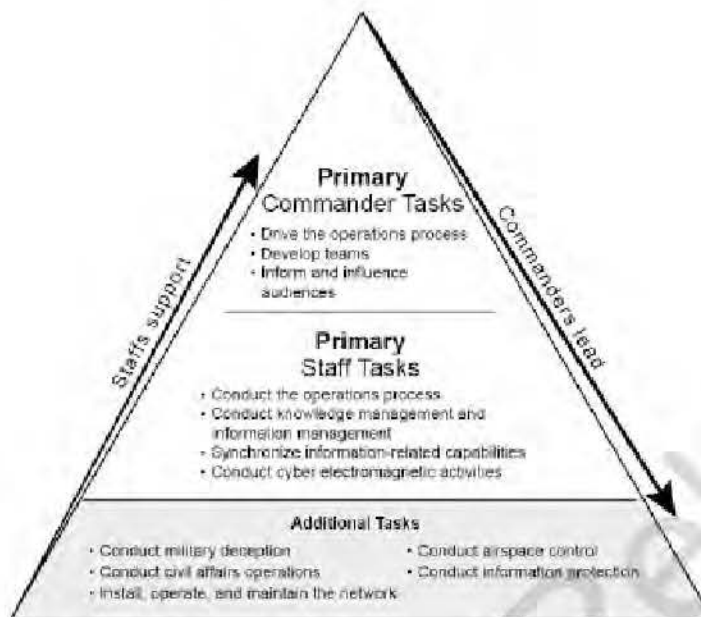 Primary
Commander Tasks
• Drive the operations process
• Develop teams
• Inform and influence
audiences
Staffs support
Commanders lead
Primary
Staff Tasks
• Conduct the operations process
• Conduct knowledge management and
information management
• Synchronize information-related capabilities
• Conduct cyber electromagnetic activities
Additional Tasks
• Conduct military deception
• Conduct civil affairs operations
• Install, operate, and maintain the network
• Conduct airspace control
• Conduct information protection